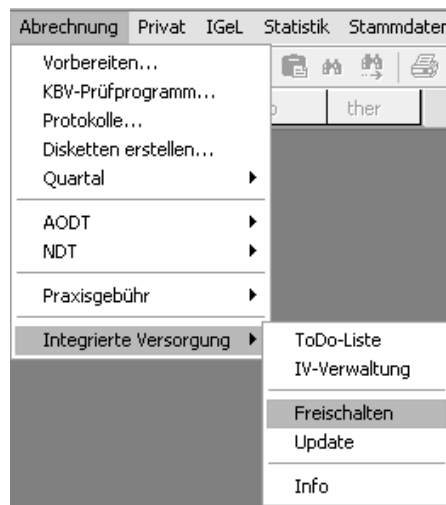 Abrechnung Privat IGeL Statistik Stammdaten
Vorbereiten...
KBV-Prüfprogramm...
Protokolle...
ther
Disketten erstellen...
Quartal
AODT
NDT
Praxisgebühr
Integrierte Versorgung
ToDo-Liste
IV-Verwaltung
Freischalten
Update
Info